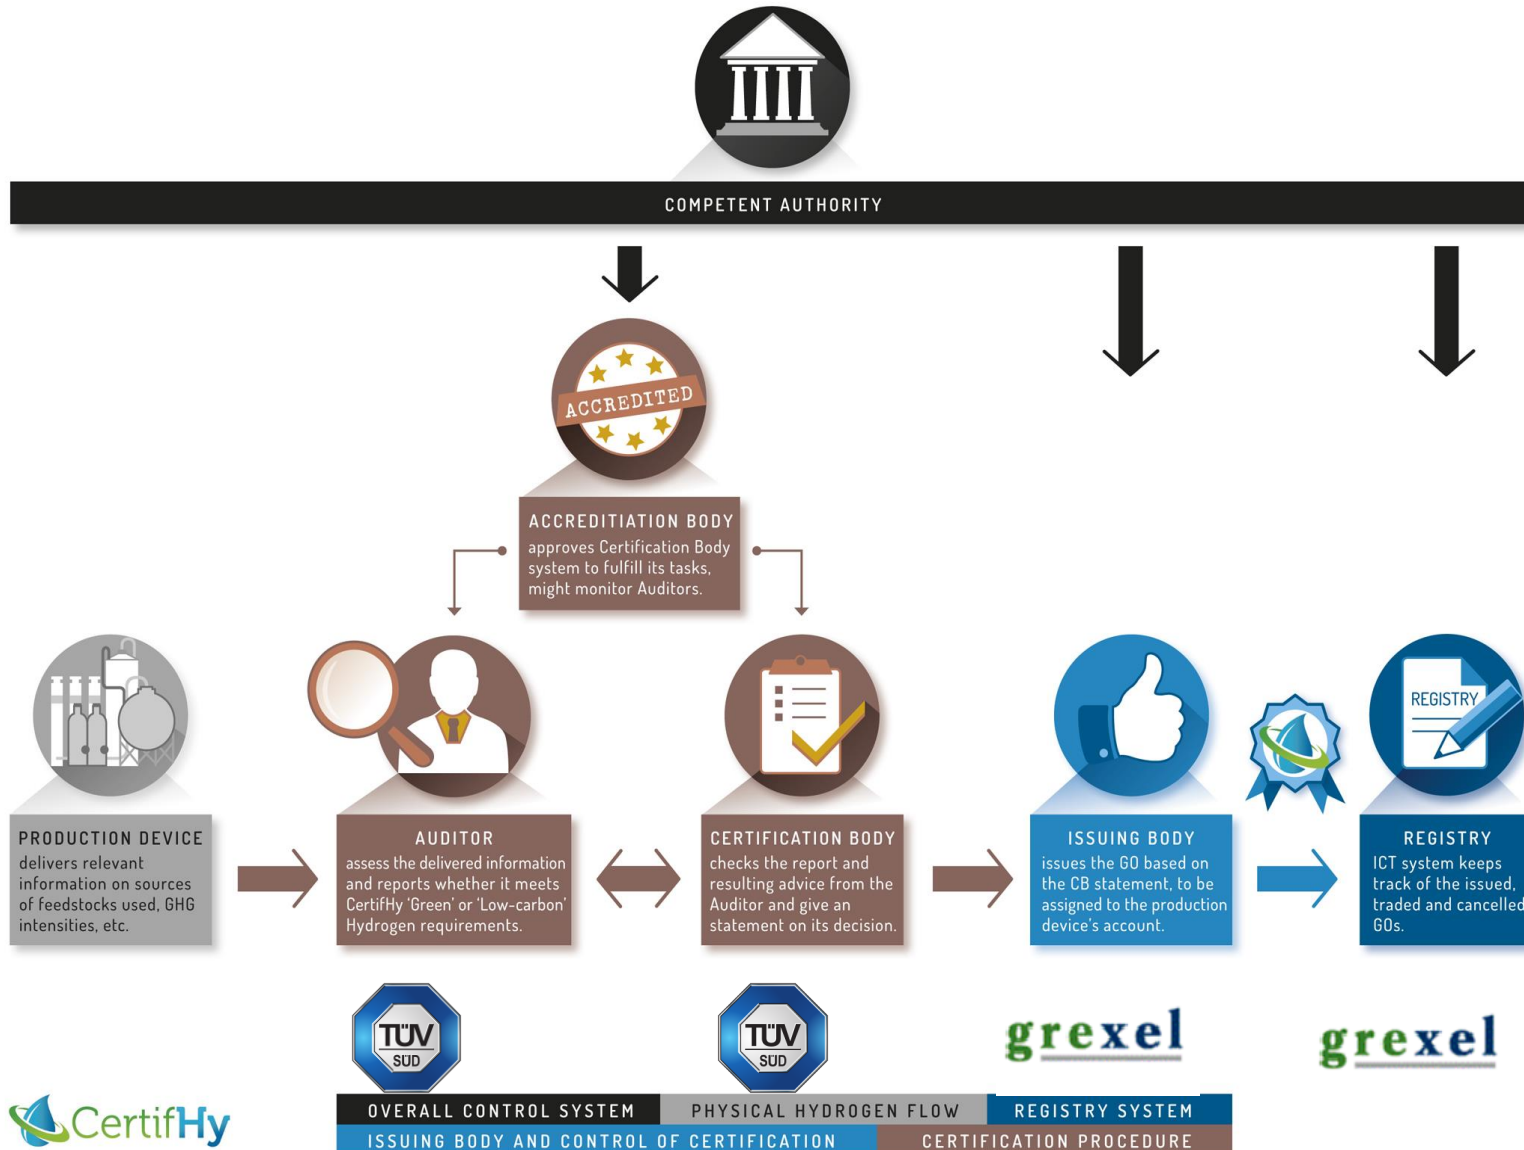 COMPETENT AUTHORITY
ACCREDITED
ACCREDITIATION BODY
approves Certification Body
system to fulfill its tasks,
might monitor Auditors.
PRODUCTION DEVICE
delivers relevant
information on sources
of feedstocks used, GHG
intensities, etc.
AUDITOR
assess the delivered information
and reports whether it meets
CertifHy ‘Green’ or ‘Low-carbon’
Hydrogen requirements.
CERTIFICATION BODY
checks the report and
resulting advice from the
Auditor and give an
statement on its decision.
ISSUING BODY
issues the GO based on
the CB statement, to be
assigned to the production
device’s account.
REGISTRY
REGISTRY
ICT system keeps
track of the issued,
traded and cancelled
GOs.
TÜV
SÜD
TÜV
SÜD
grexel
grexel
CertifHy
OVERALL CONTROL SYSTEM
PHYSICAL HYDROGEN FLOW
REGISTRY SYSTEM
ISSUING BODY AND CONTROL OF CERTIFICATION
CERTIFICATION PROCEDURE